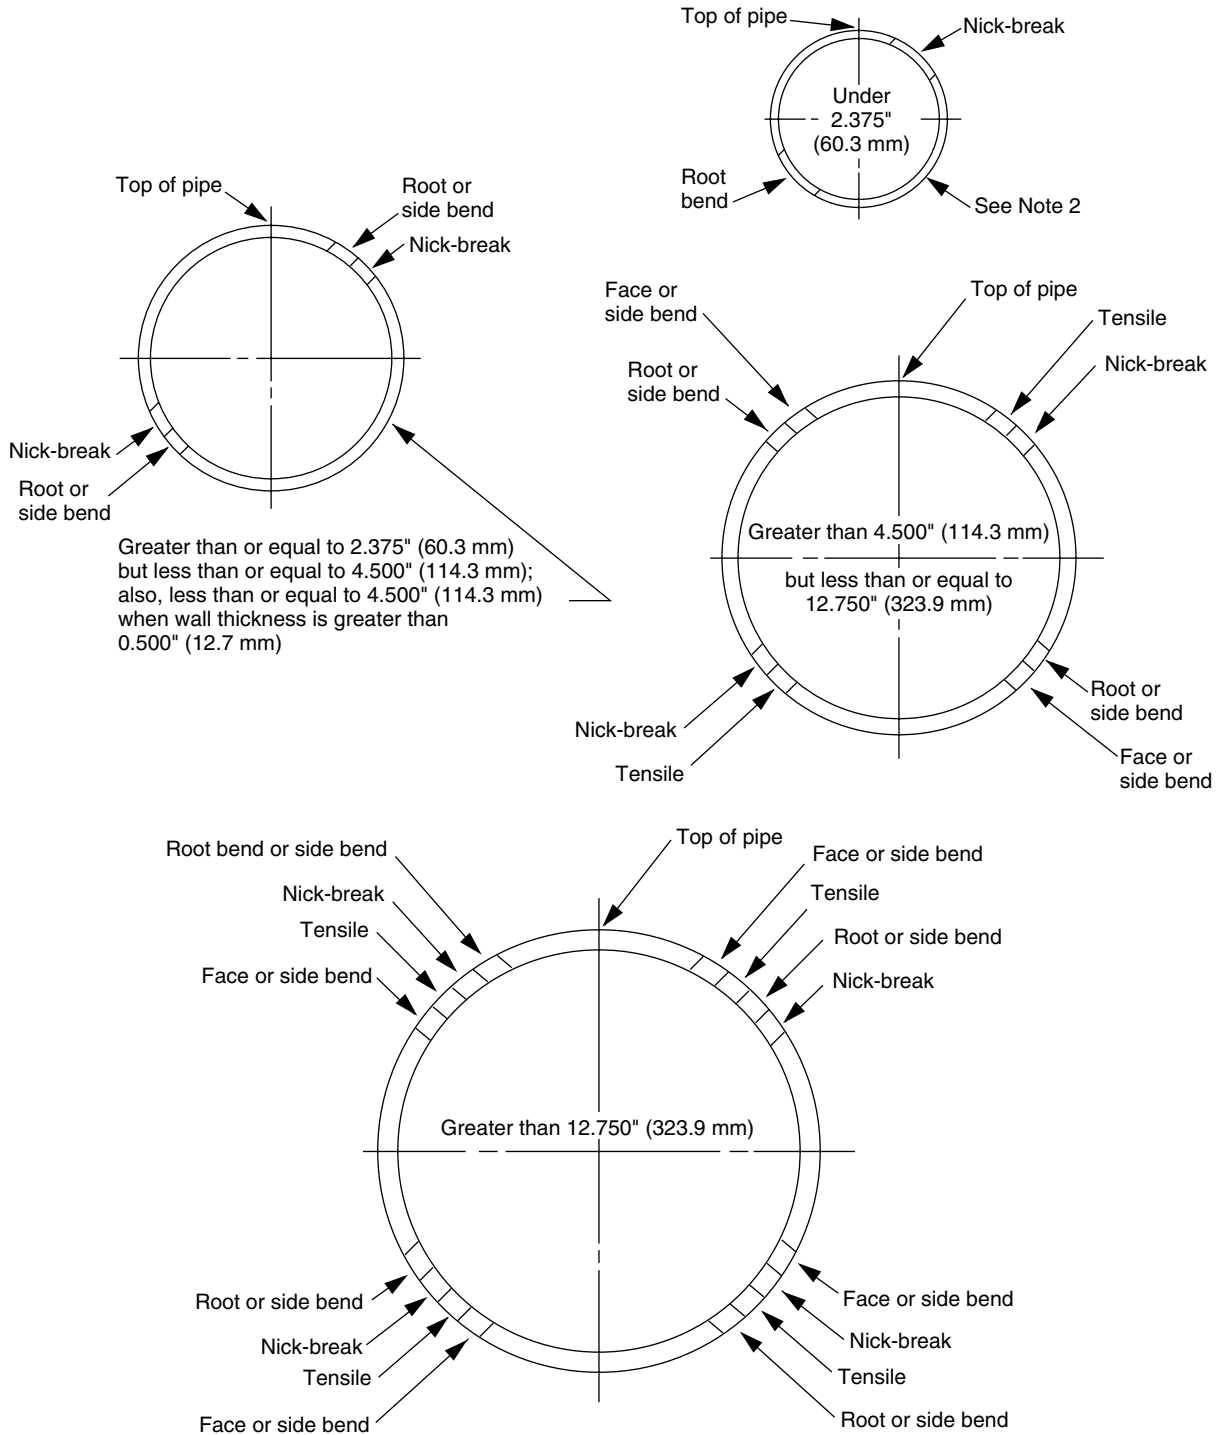 Top of pipe
Nick-break
Under
2.375"
(60.3 mm)
Root
bend
See Note 2
Top of pipe
Root or
side bend
Nick-break
Nick-break
Root or
side bend
Greater than or equal to 2.375" (60.3 mm)
but less than or equal to 4.500" (114.3 mm);
also, less than or equal to 4.500" (114.3 mm)
when wall thickness is greater than
0.500" (12.7 mm)
Face or
side bend
Root or
side bend
Top of pipe
Tensile
Nick-break
Greater than 4.500" (114.3 mm)
but less than or equal to
12.750" (323.9 mm)
Nick-break
Tensile
Root or
side bend
Face or
side bend
Root bend or side bend
Nick-break
Tensile
Face or side bend
Top of pipe
Face or side bend
Tensile
Root or side bend
Nick-break
Greater than 12.750" (323.9 mm)
Root or side bend
Nick-break
Tensile
Face or side bend
Face or side bend
Nick-break
Tensile
Root or side bend